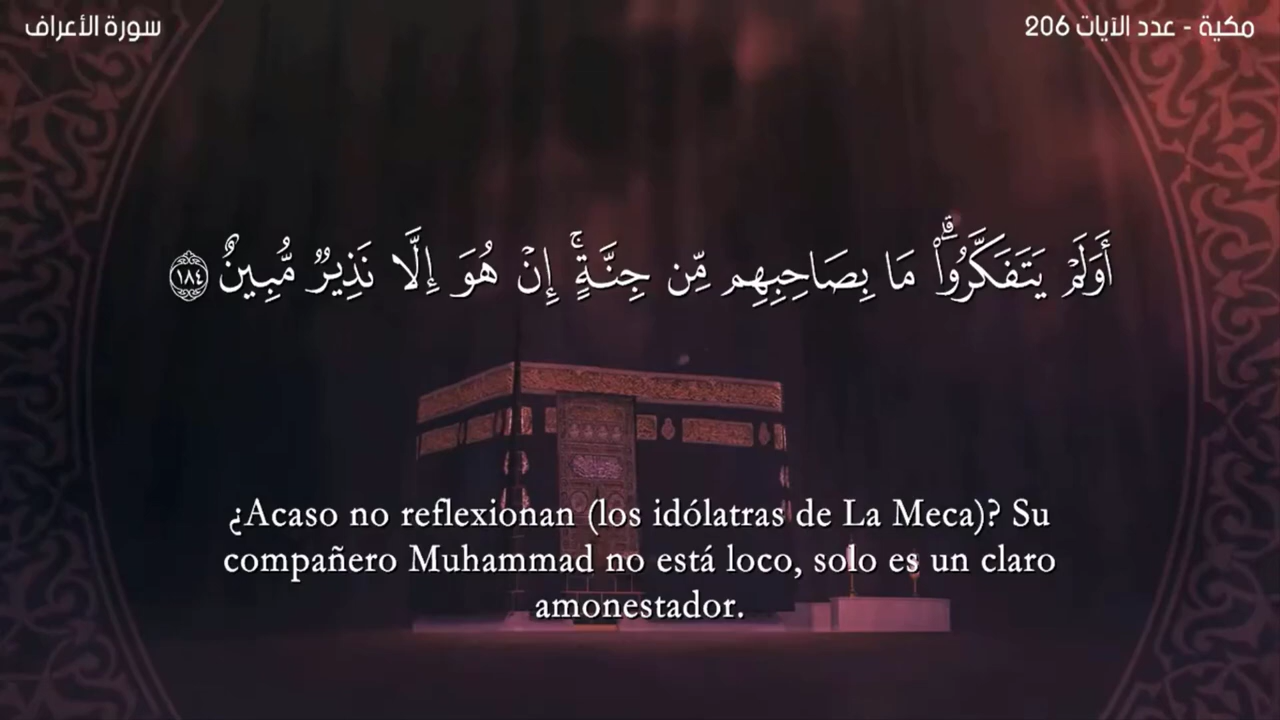 سورة الأعراف
مكية - عدد الآيات 206
أَوَلَمْ يَتَفَكَّرُوا۟ ۗ مَا بِصَاحِبِهِم مِّن جِنَّةٍ ۚ إِنْ هُوَ إِلَّا نَذِيرٌ مُّبِينٌ ١٨٤
¿Acaso no reflexionan (los idólatras de La Meca)? Su
compañero Muhammad no está loco, solo es un claro
amonestador.